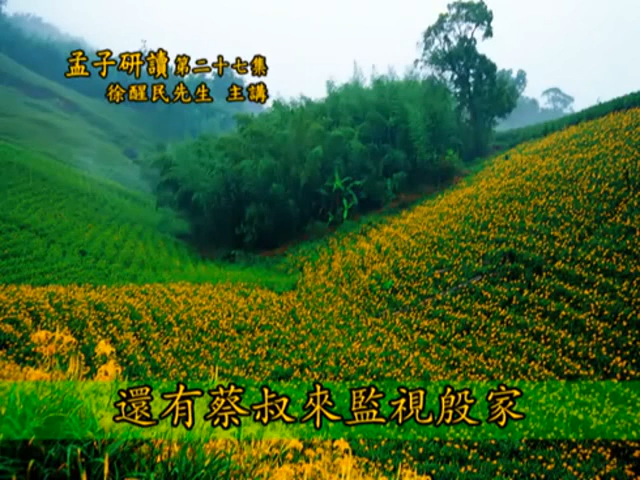 孟子研讀 第二十七集
徐醒民先生 主講
還有蔡叔來監視殷家